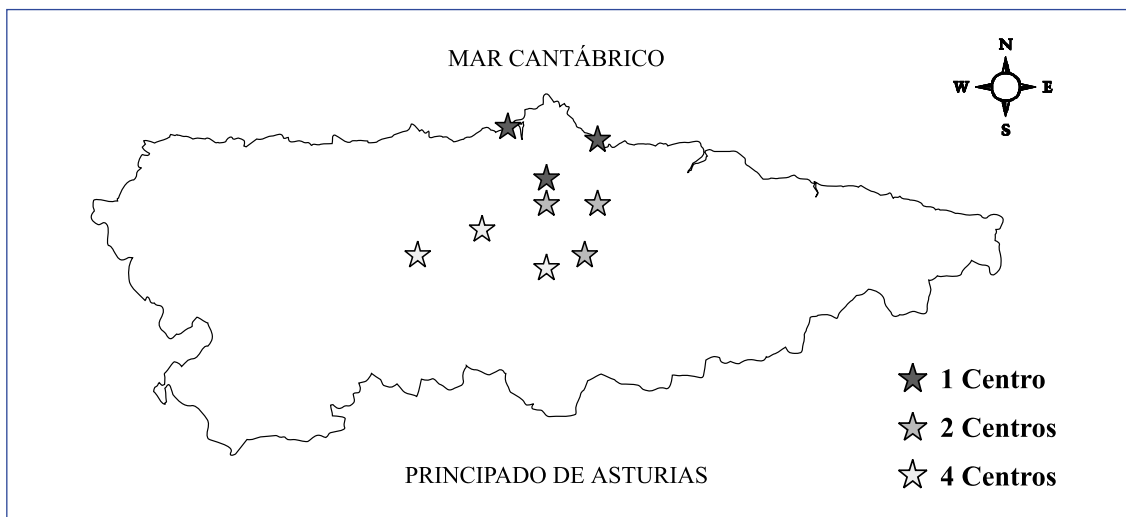 MAR CANTÁBRICO
N
W E
S
1 Centro
2 Centros
4 Centros
PRINCIPADO DE ASTURIAS